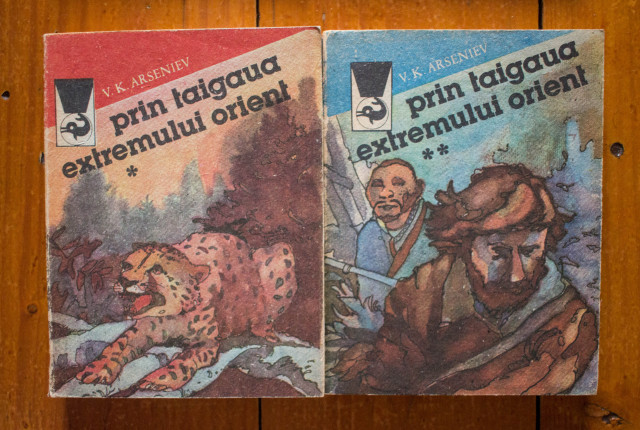 V. K. ARSENIEV
prin taigaua
extremului orient
*
V. K. ARSENIEV
prin taigaua
extremului orient
**